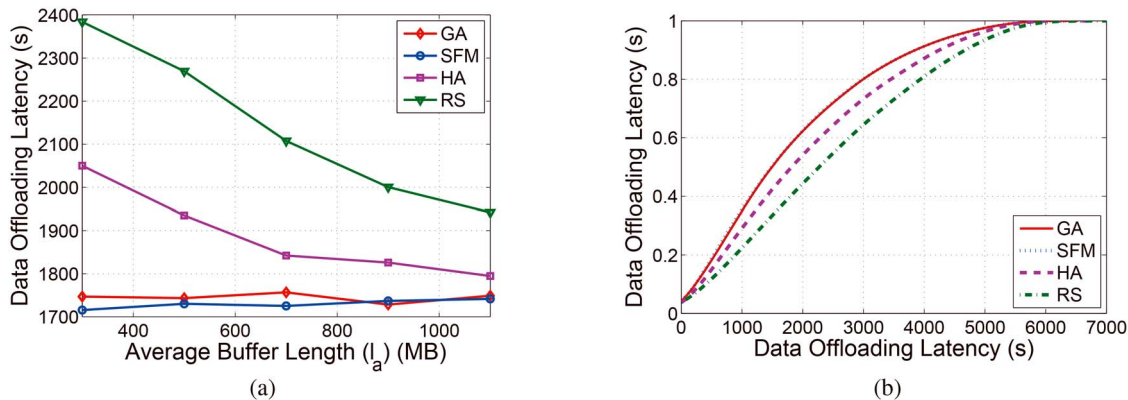 2400
2300
2200
2100
2000
1900
1800
1700
400
600
800
1000
Data Offloading Latency (s)
Average Buffer Length (l_a) (MB)
GA
SFM
HA
RS
(a)
1
0.8
0.6
0.4
0.2
0
0
1000
2000
3000
4000
5000
6000
7000
Data Offloading Latency (s)
Data Offloading Latency (s)
GA
SFM
HA
RS
(b)